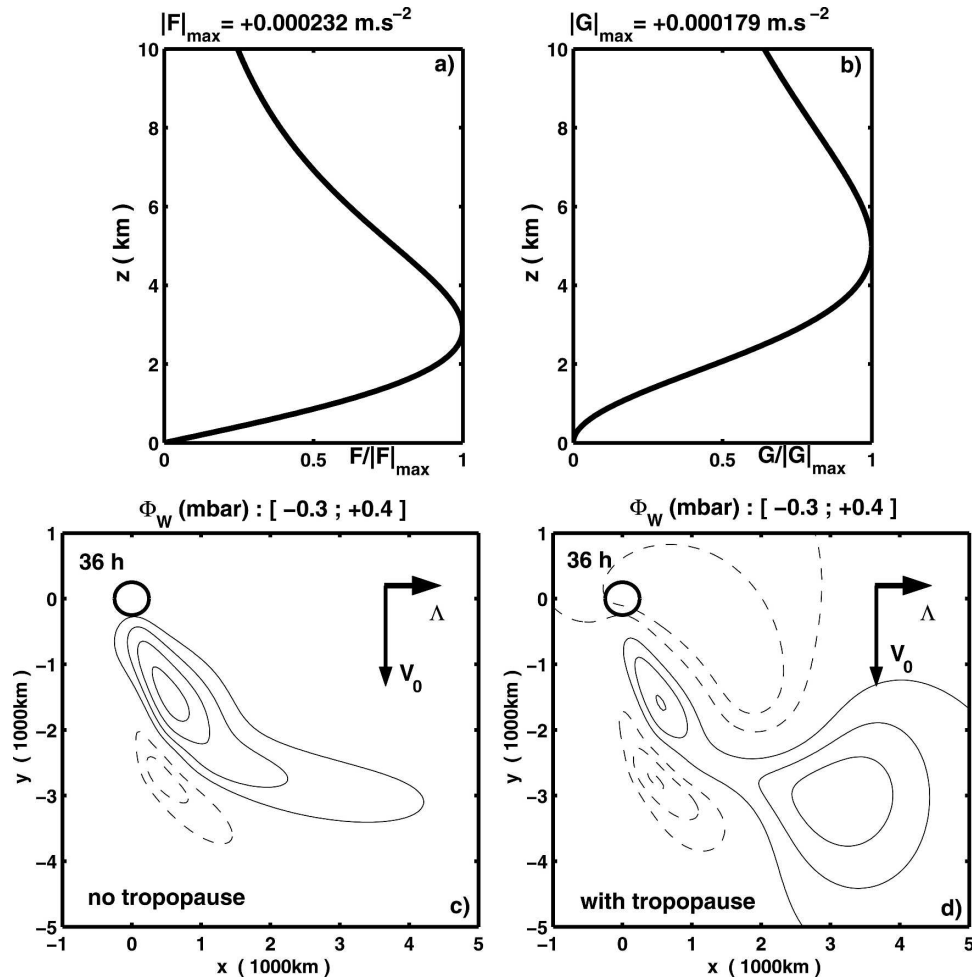 |F|max = +0.000232 m.s−2
|G|max = +0.000179 m.s−2
10
8
6
4
2
0
z ( km )
a)
0
0.5
1
F/|F|max
10
8
6
4
2
0
z ( km )
b)
0
0.5
1
G/|G|max
ΦW (mbar) : [ −0.3 ; +0.4 ]
36 h
1
0
−1
−2
−3
−4
−5
y ( 1000km )
Λ
V0
no tropopause
c)
−1
0
1
2
3
4
5
x ( 1000km )
ΦW (mbar) : [ −0.3 ; +0.4 ]
36 h
1
0
−1
−2
−3
−4
−5
y ( 1000km )
Λ
V0
with tropopause
d)
−1
0
1
2
3
4
5
x ( 1000km )